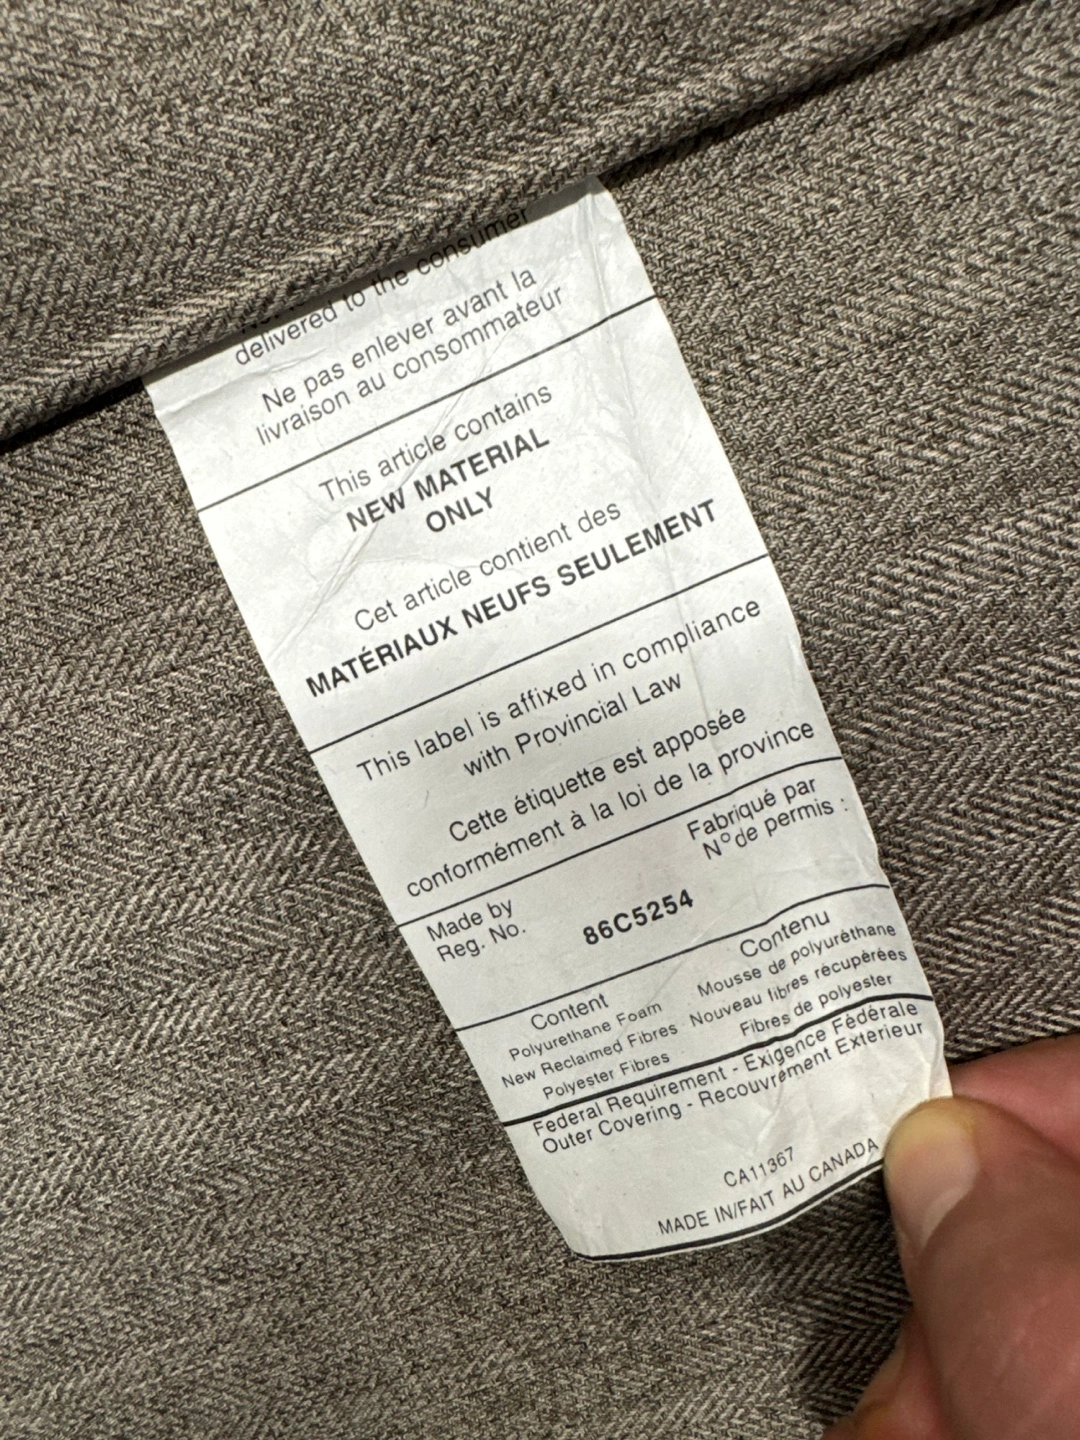 delivered to the consumer
Ne pas enlever avant la
livraison au consommateur
This article contains
NEW MATERIAL
ONLY
Cet article contient des
MATÉRIAUX NEUFS SEULEMENT
This label is affixed in compliance
with Provincial Law
Cette étiquette est apposée
conformément à la loi de la province
Made by
Reg. No.
Fabriqué par
Nº de permis :
86C5254
Content
Polyurethane Foam
New Reclaimed Fibres
Polyester Fibres
Contenu
Mousse de polyuréthane
Nouveau fibres récupérées
Fibres de polyester
Federal Requirement - Exigence Fédérale
Outer Covering - Recouvrement Extérieur
CA11367
MADE IN/FAIT AU CANADA